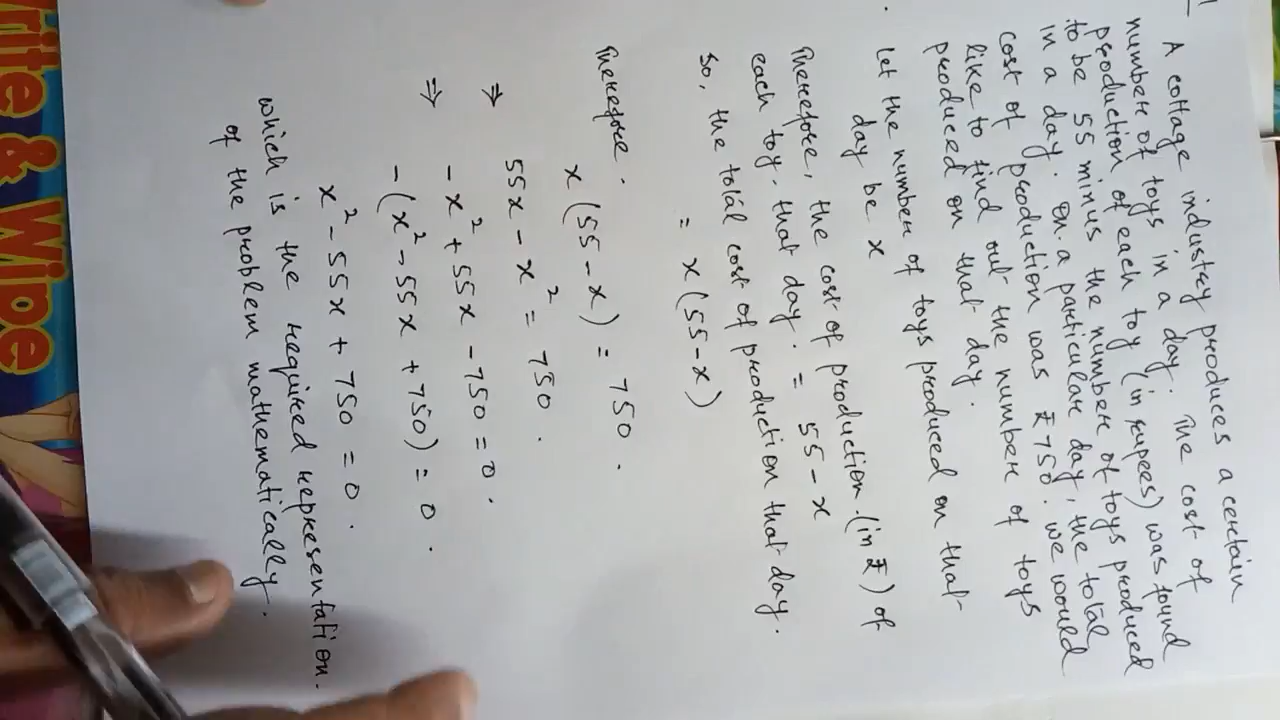 A cottage industry produces a certain
number of toys in a day. The cost of
production of each toy (in rupees) was found
to be 55 minus the number of toys produced
in a day. on a particular day, the total
cost of production was ₹750. we would
like to find out the number of toys
produced on that day.
Let the number of toys produced on that
day be x
Therefore, the cost of production (in ₹) of
each toy that day. = 55 - x
So, the total cost of production that day.
= x(55-x)
Therefore.
x(55-x) = 750.
⇒ 55x - x² = 750.
⇒ -x² + 55x - 750 = 0.
-(x² - 55x + 750) = 0.
x² - 55x + 750 = 0.
which is the required representation.
of the problem mathematically.
Write & Wipe